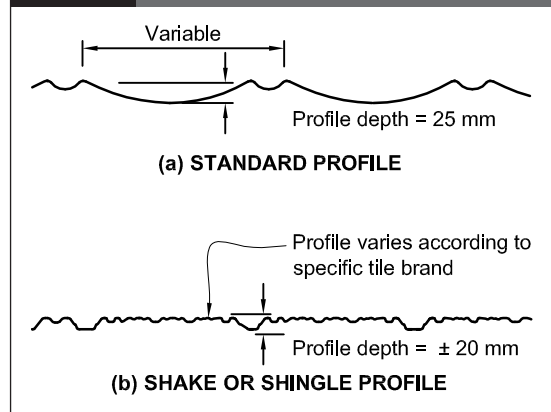 Variable
Profile depth = 25 mm
(a) STANDARD PROFILE
Profile varies according to
specific tile brand
Profile depth = ± 20 mm
(b) SHAKE OR SHINGLE PROFILE